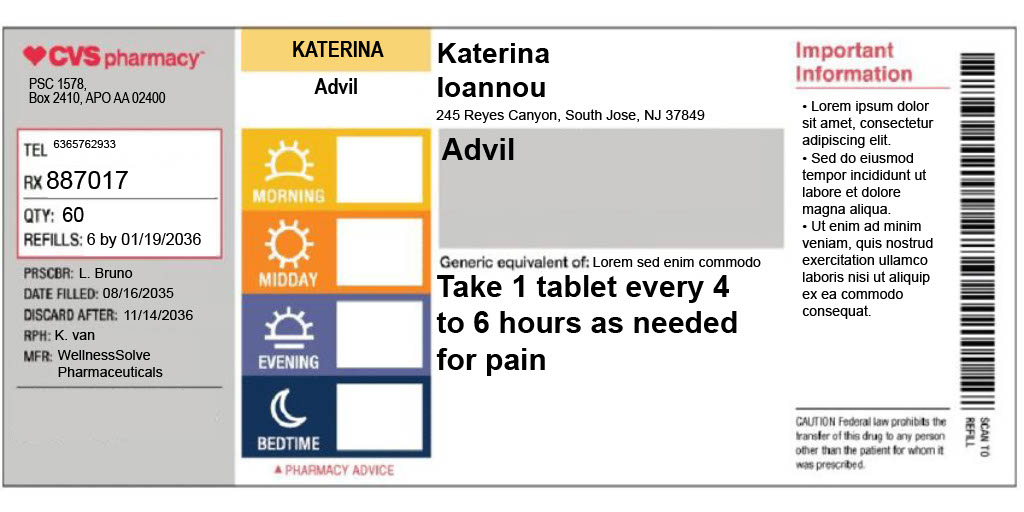 CVS pharmacy
PSC 1578,
Box 2410, APO AA 02400
TEL 6365762933
RX 887017
QTY: 60
REFILLS: 6 by 01/19/2036
PRSCBR: L. Bruno
DATE FILLED: 08/16/2035
DISCARD AFTER: 11/14/2036
RPH: K. van
MFR: WellnessSolve
Pharmaceuticals
KATERINA
Advil
MORNING
MIDDAY
EVENING
BEDTIME
▲ PHARMACY ADVICE
Katerina
Ioannou
245 Reyes Canyon, South Jose, NJ 37849
Advil
Generic equivalent of: Lorem sed enim commodo
Take 1 tablet every 4
to 6 hours as needed
for pain
Important
Information
• Lorem ipsum dolor
sit amet, consectetur
adipiscing elit.
• Sed do eiusmod
tempor incididunt ut
labore et dolore
magna aliqua.
• Ut enim ad minim
veniam, quis nostrud
exercitation ullamco
laboris nisi ut aliquip
ex ea commodo
consequat.
CAUTION Federal law prohibits the
transfer of this drug to any person
other than the patient for whom it
was prescribed.
SCAN TO
REFILL